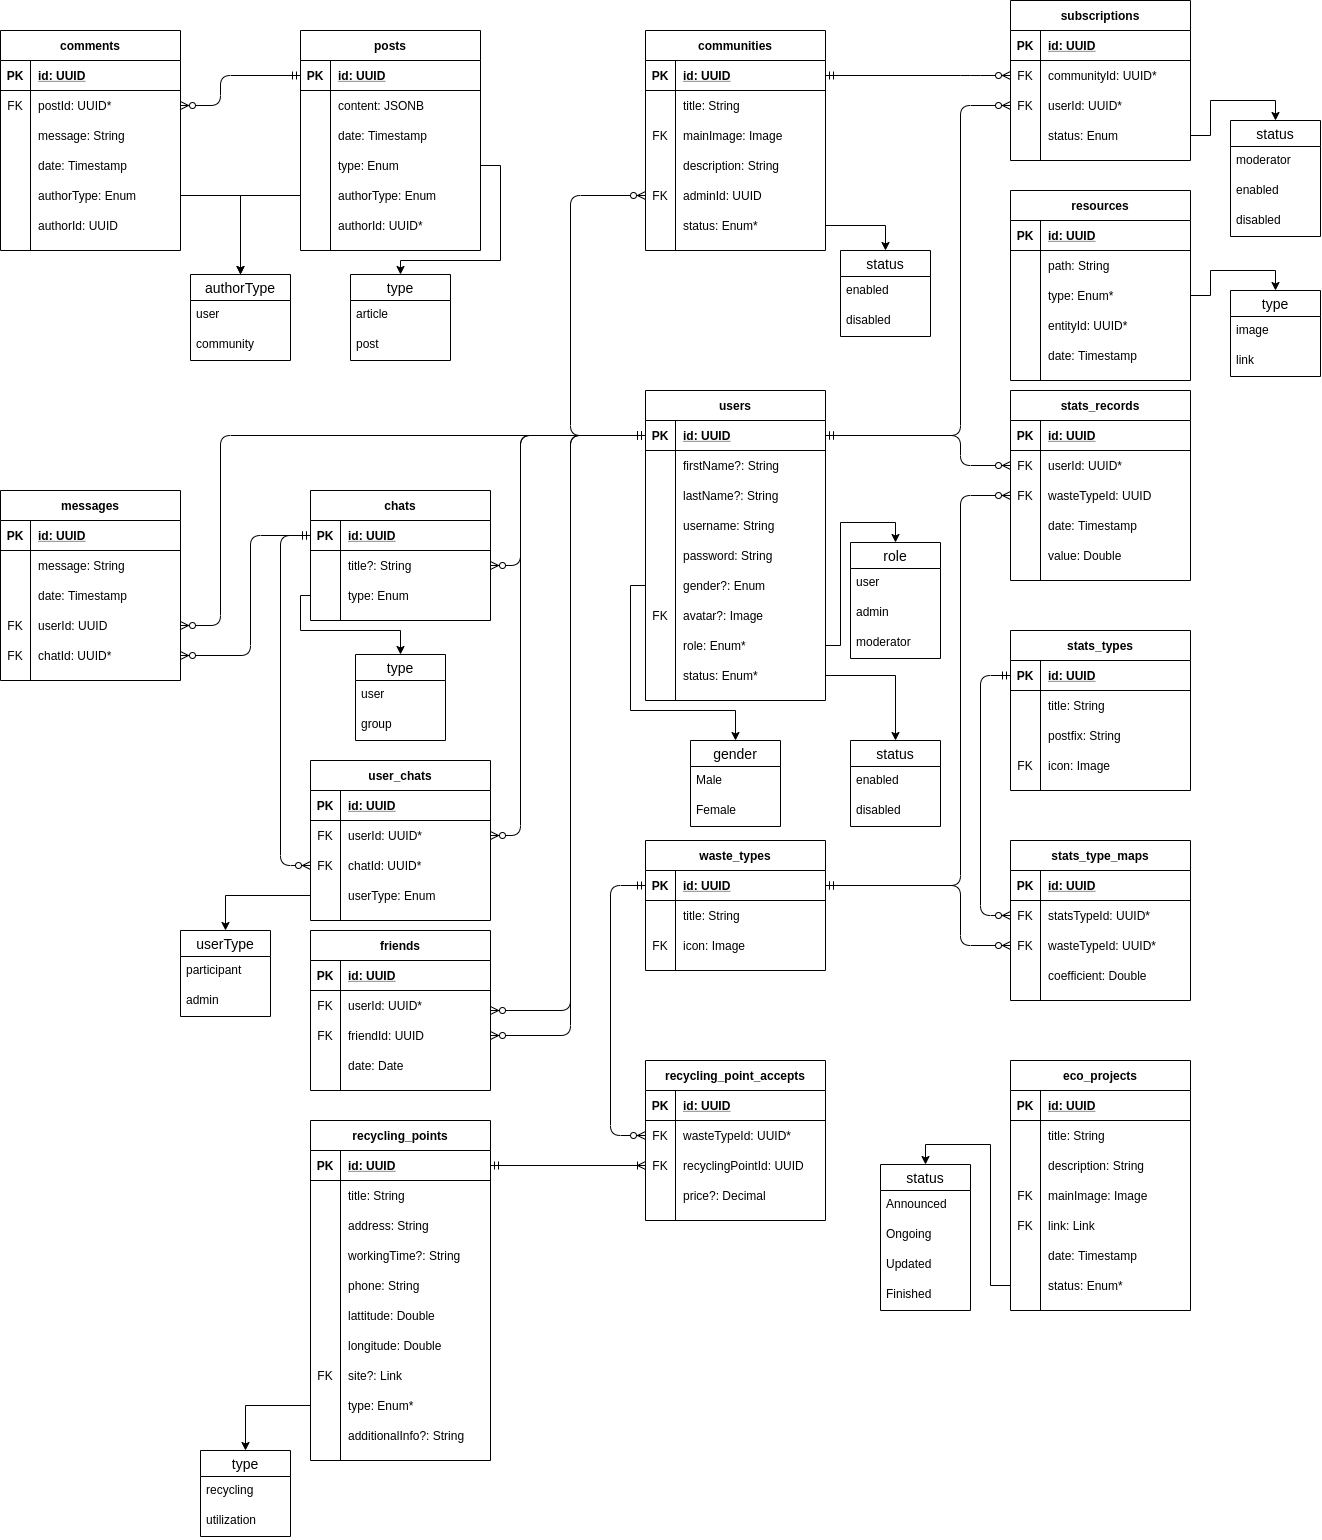 comments
PK id: UUID
FK postId: UUID*
message: String
date: Timestamp
authorType: Enum
authorId: UUID
posts
PK id: UUID
content: JSONB
date: Timestamp
type: Enum
authorType: Enum
authorId: UUID*
authorType
user
community
type
article
post
communities
PK id: UUID
title: String
FK mainImage: Image
description: String
FK adminId: UUID
status: Enum*
status
enabled
disabled
subscriptions
PK id: UUID
FK communityId: UUID*
FK userId: UUID*
status: Enum
status
moderator
enabled
disabled
resources
PK id: UUID
path: String
type: Enum*
entityId: UUID*
date: Timestamp
type
image
link
users
PK id: UUID
firstName?: String
lastName?: String
username: String
password: String
gender?: Enum
FK avatar?: Image
role: Enum*
status: Enum*
role
user
admin
moderator
gender
Male
Female
status
enabled
disabled
stats_records
PK id: UUID
FK userId: UUID*
FK wasteTypeId: UUID
date: Timestamp
value: Double
messages
PK id: UUID
message: String
date: Timestamp
FK userId: UUID
FK chatId: UUID*
chats
PK id: UUID
title?: String
type: Enum
type
user
group
stats_types
PK id: UUID
title: String
postfix: String
FK icon: Image
user_chats
PK id: UUID
FK userId: UUID*
FK chatId: UUID*
userType: Enum
userType
participant
admin
waste_types
PK id: UUID
title: String
FK icon: Image
stats_type_maps
PK id: UUID
FK statsTypeId: UUID*
FK wasteTypeId: UUID*
coefficient: Double
friends
PK id: UUID
FK userId: UUID*
FK friendId: UUID
date: Date
recycling_point_accepts
PK id: UUID
FK wasteTypeId: UUID*
FK recyclingPointId: UUID
price?: Decimal
eco_projects
PK id: UUID
title: String
description: String
FK mainImage: Image
FK link: Link
date: Timestamp
status: Enum*
status
Announced
Ongoing
Updated
Finished
recycling_points
PK id: UUID
title: String
address: String
workingTime?: String
phone: String
lattitude: Double
longitude: Double
FK site?: Link
type: Enum*
additionalInfo?: String
type
recycling
utilization